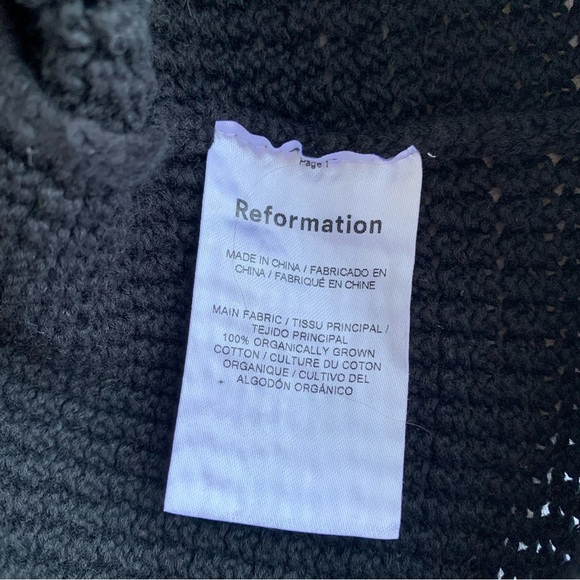 Page 1
Reformation
MADE IN CHINA / FABRICADO EN
CHINA / FABRIQUÉ EN CHINE
MAIN FABRIC / TISSU PRINCIPAL /
TEJIDO PRINCIPAL
100% ORGANICALLY GROWN
COTTON / CULTURE DU COTON
ORGANIQUE / CULTIVO DEL
ALGODÓN ORGÁNICO